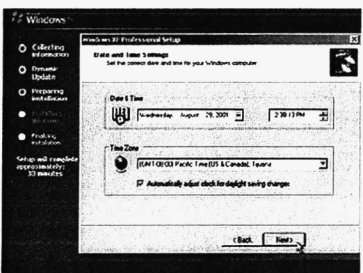 Windows
Collecting
information
Dynamic
Update
Preparing
installation
Installing
Windows
Finalizing
installation
Setup will complete
approximately:
33 minutes
Windows XP Professional Setup
Date and Time Settings
Set the correct date and time for your Windows computer.
Date & Time
Wednesday, August 29, 2001
2:38:13 PM
Time Zone
(GMT-08:00) Pacific Time (US & Canada); Tijuana
Automatically adjust clock for daylight saving changes
< Back
Next >